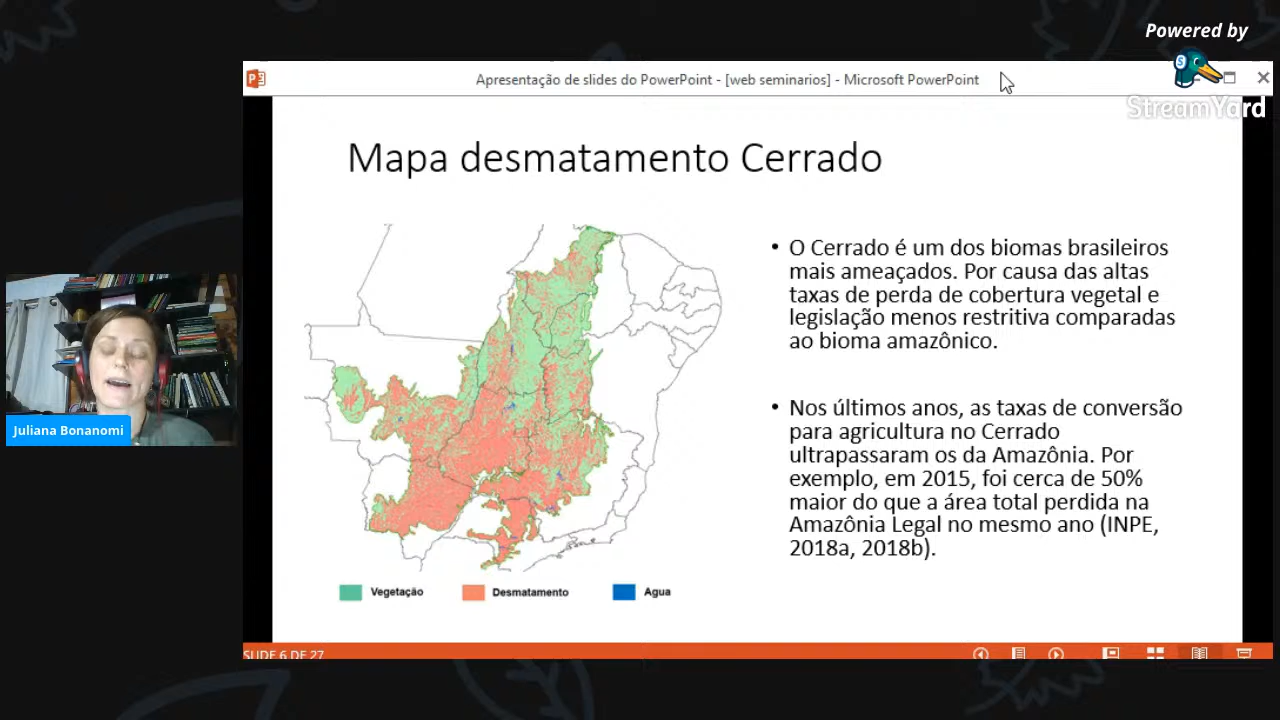 Powered by
StreamYard
Apresentação de slides do PowerPoint - [web seminarios] - Microsoft PowerPoint
Mapa desmatamento Cerrado
• O Cerrado é um dos biomas brasileiros
mais ameaçados. Por causa das altas
taxas de perda de cobertura vegetal e
legislação menos restritiva comparadas
ao bioma amazônico.
• Nos últimos anos, as taxas de conversão
para agricultura no Cerrado
ultrapassaram os da Amazônia. Por
exemplo, em 2015, foi cerca de 50%
maior do que a área total perdida na
Amazônia Legal no mesmo ano (INPE,
2018a, 2018b).
Vegetação Desmatamento Agua
Juliana Bonanomi
SLIDE 6 DE 27